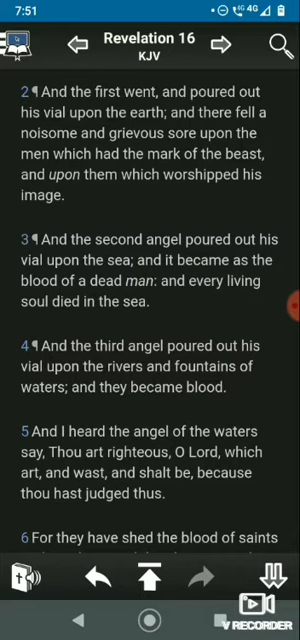 7:51
4G 4G
Revelation 16
KJV
2 ¶ And the first went, and poured out
his vial upon the earth; and there fell a
noisome and grievous sore upon the
men which had the mark of the beast,
and upon them which worshipped his
image.
3 ¶ And the second angel poured out his
vial upon the sea; and it became as the
blood of a dead man: and every living
soul died in the sea.
4 ¶ And the third angel poured out his
vial upon the rivers and fountains of
waters; and they became blood.
5 And I heard the angel of the waters
say, Thou art righteous, O Lord, which
art, and wast, and shalt be, because
thou hast judged thus.
6 For they have shed the blood of saints
V RECORDER